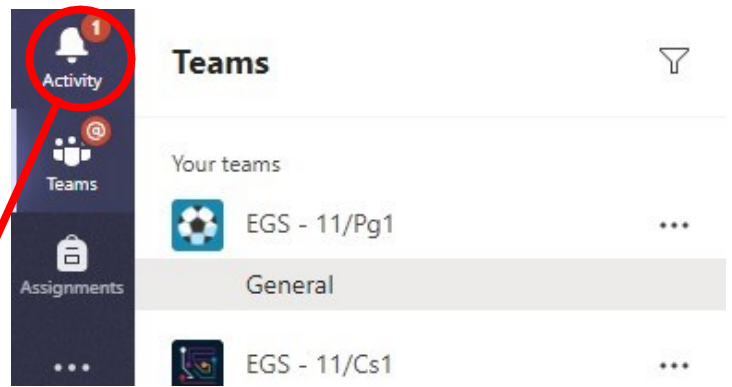 1
Activity
@
Teams
Assignments
Teams
Your teams
EGS - 11/Pg1
General
EGS - 11/Cs1